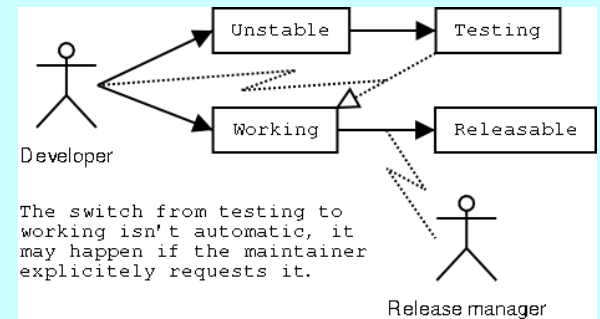 Unstable
Testing
Working
Releasable
Developer
The switch from testing to
working isn't automatic, it
may happen if the maintainer
explicitely requests it.
Release manager